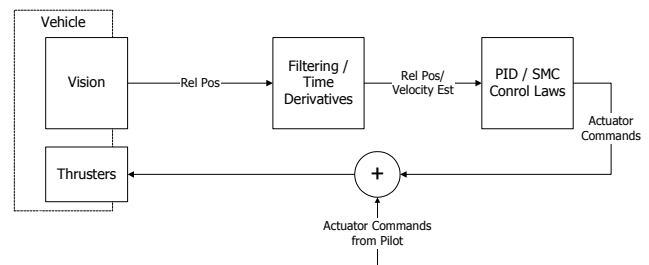 Vehicle
Vision
Rel Pos
Filtering /
Time
Derivatives
Rel Pos/
Velocity Est
PID / SMC
Conrol Laws
Actuator
Commands
Thrusters
+
Actuator Commands
from Pilot